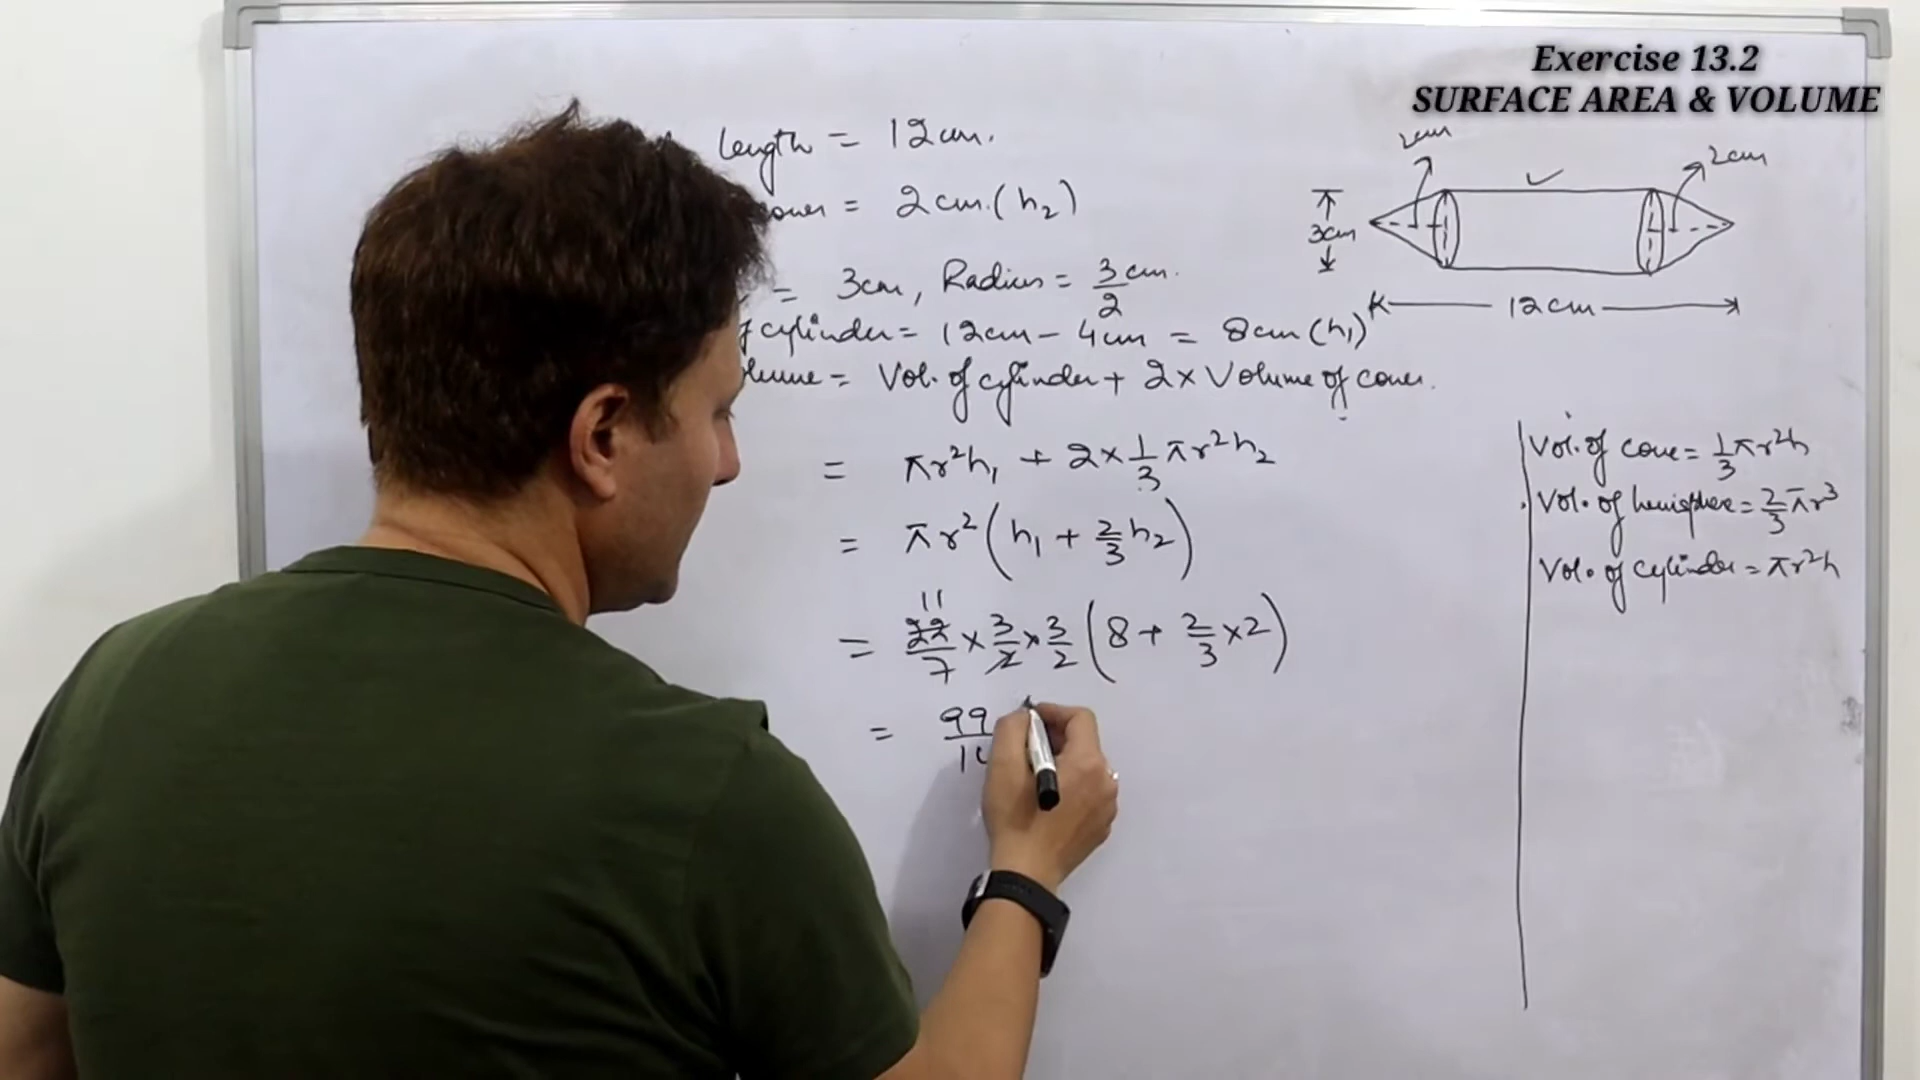 Exercise 13.2
SURFACE AREA & VOLUME
length = 12cm.
= 2cm.(h₂)
= 3cm, Radius = 3/2 cm.
of cylinder = 12cm - 4cm = 8cm (h₁)
= Vol. of cylinder + 2 × Volume of cones.
= πr²h₁ + 2 × 1/3 πr²h₂
= πr² (h₁ + 2/3 h₂)
11
= 22/7 × 3/2 × 3/2 (8 + 2/3 × 2)
= 99
2cm
2cm
3cm
12cm
Vol. of cone = 1/3 πr²h
Vol. of hemisphere = 2/3 πr³
Vol. of cylinder = πr²h